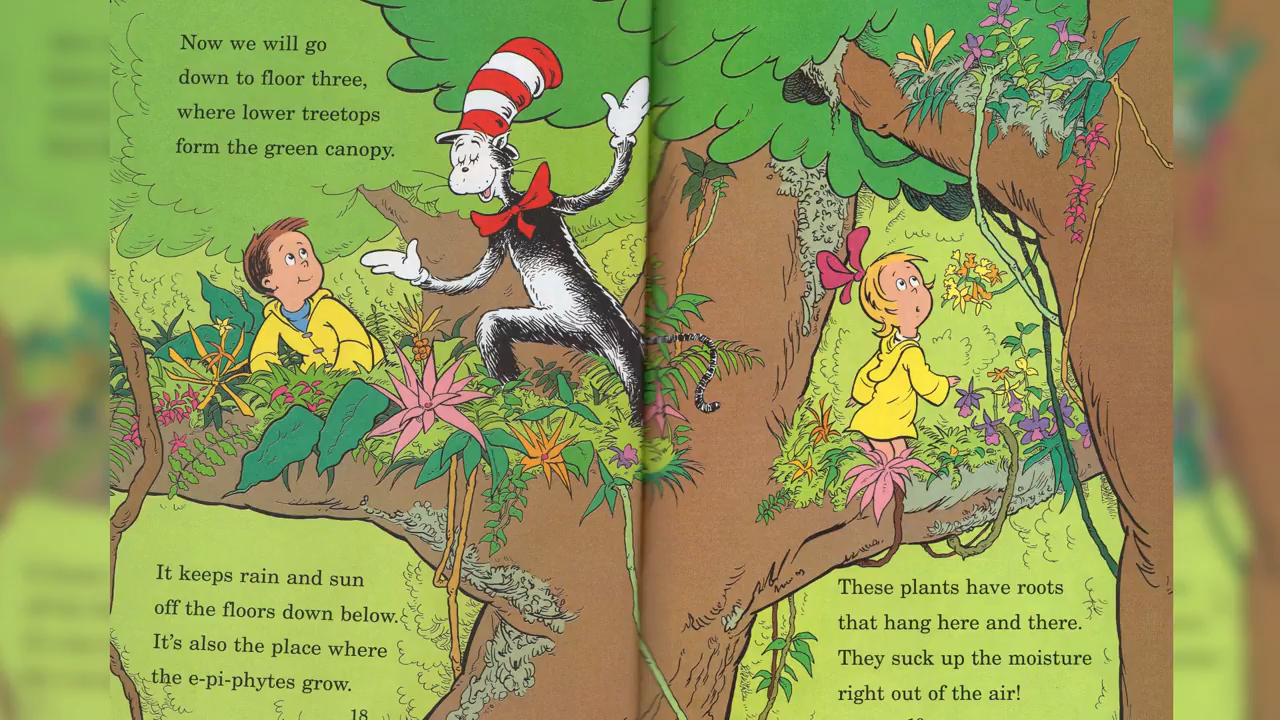 Now we will go
down to floor three,
where lower treetops
form the green canopy.
It keeps rain and sun
off the floors down below.
It's also the place where
the e-pi-phytes grow.
18
These plants have roots
that hang here and there.
They suck up the moisture
right out of the air!